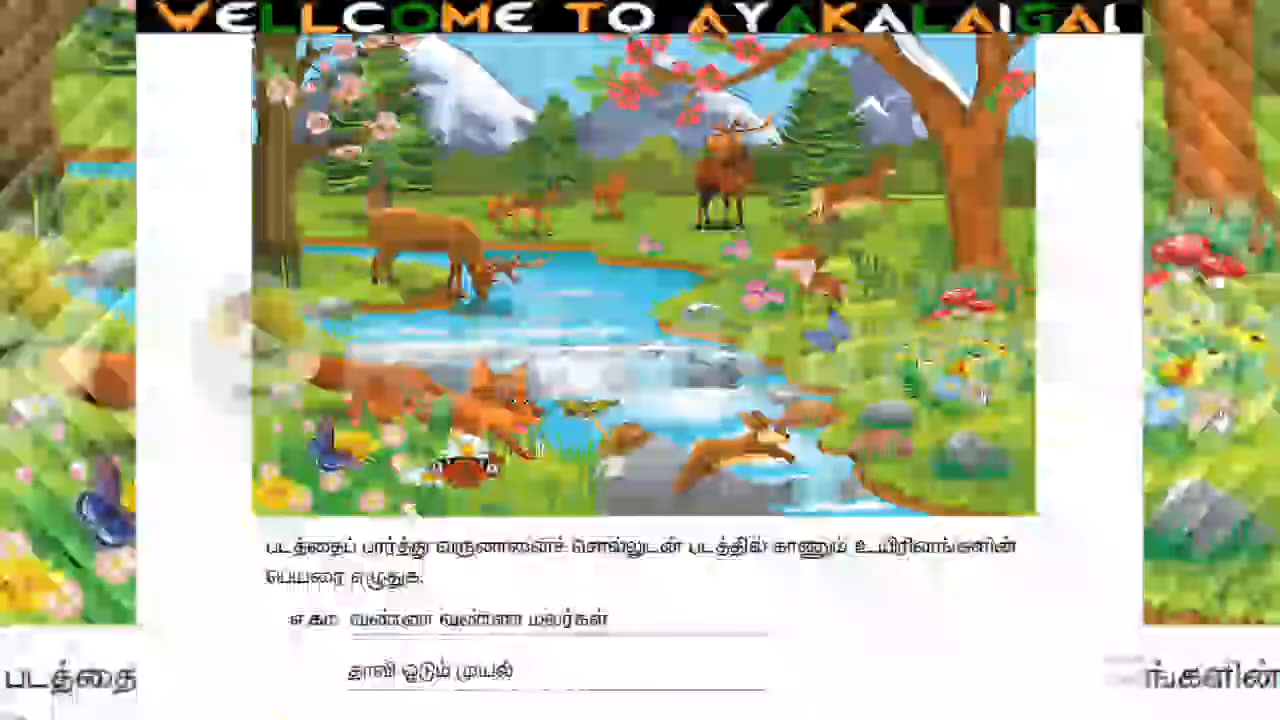 WELLCOME TO AYAKALAIGAI
படத்தைப் பார்த்து வருணனைச் சொல்லுடன் படத்தில் காணும் உயிரினங்களின்
பெயரை எழுதுக.
எ.கா வண்ண வண்ண மலர்கள்
தாவி ஓடும் முயல்
படத்தை
ங்களின்